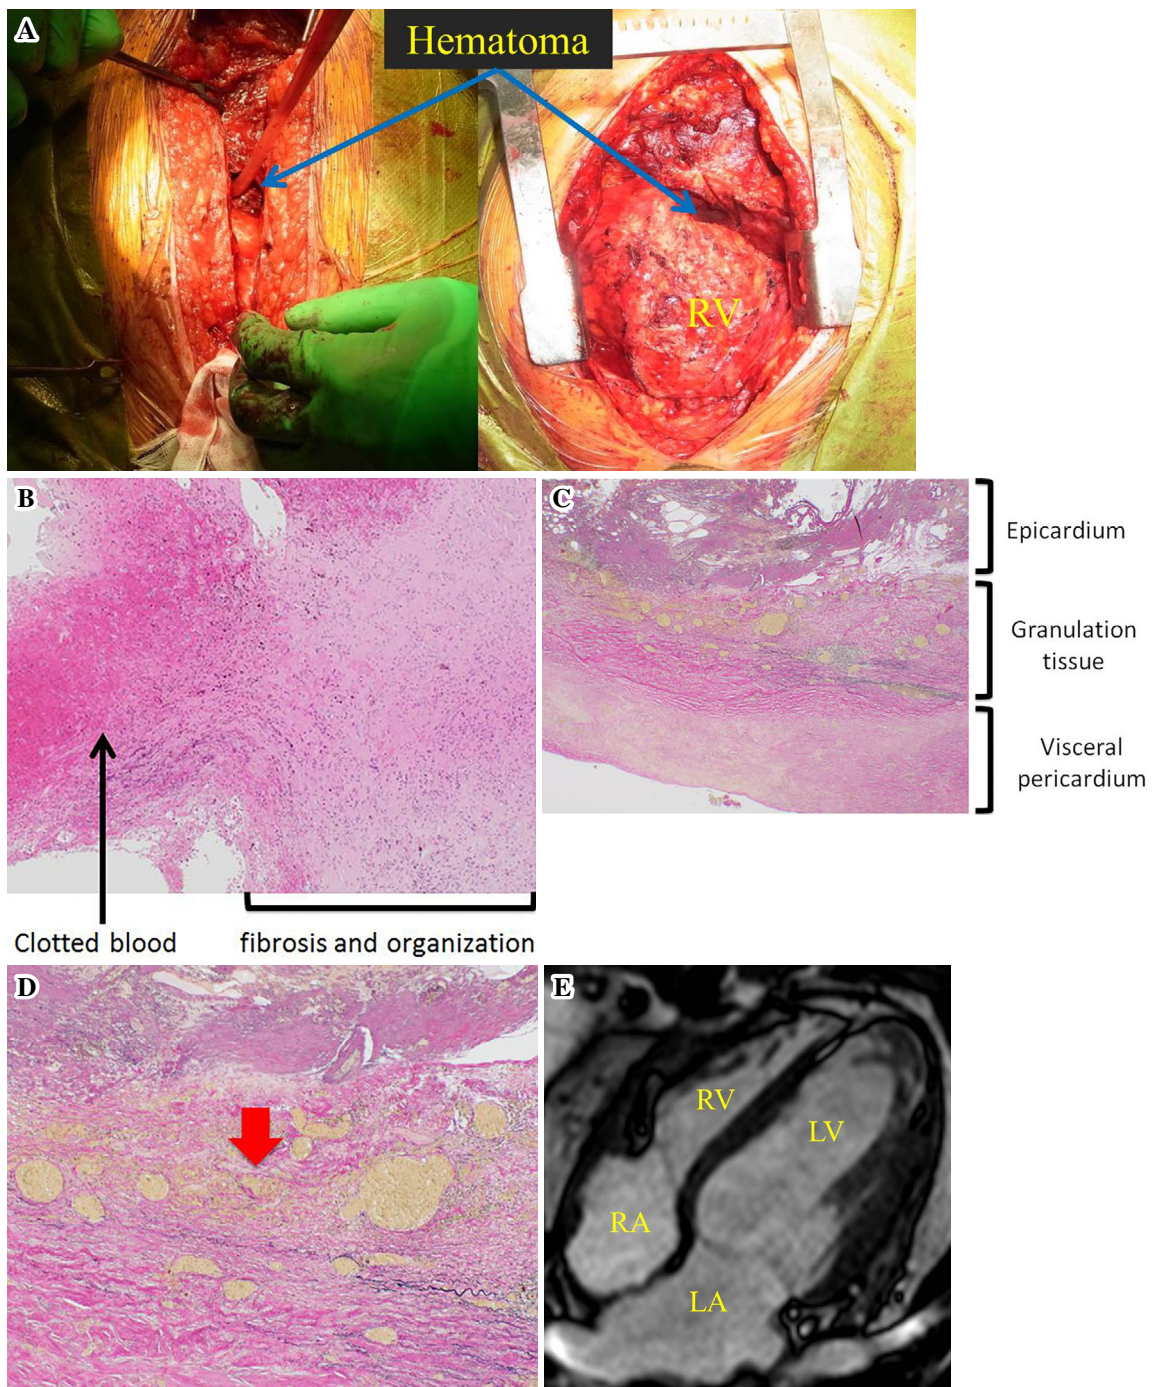 A
Hematoma
RV
B
C
Epicardium
Granulation
tissue
Visceral
pericardium
Clotted blood
fibrosis and organization
D
E
RV
LV
RA
LA